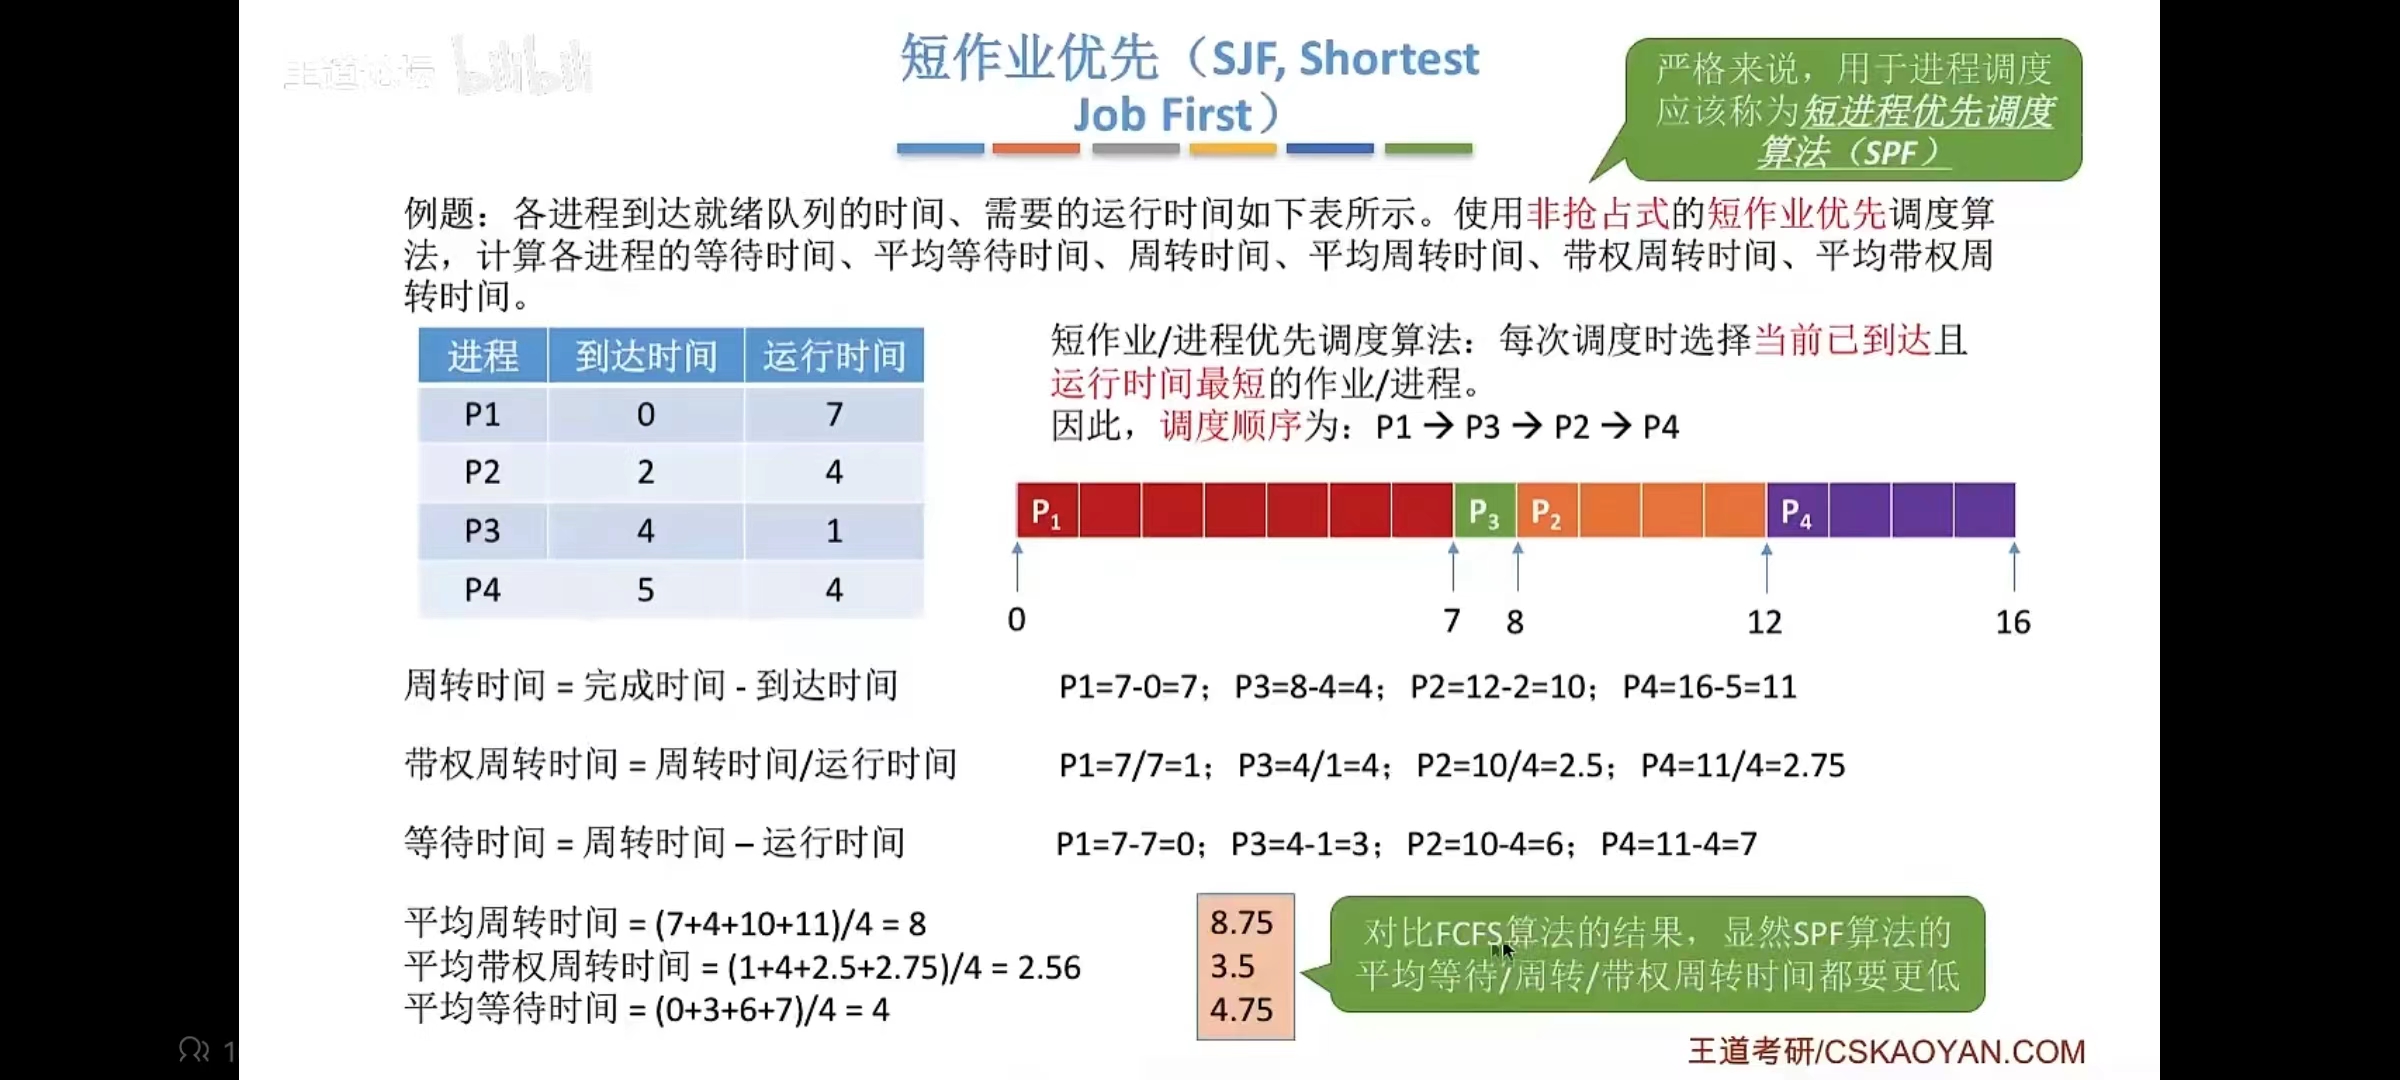 王道论坛 bilibili
短作业优先（SJF, Shortest
Job First）
严格来说，用于进程调度
应该称为短进程优先调度
算法（SPF）
例题：各进程到达就绪队列的时间、需要的运行时间如下表所示。使用非抢占式的短作业优先调度算
法，计算各进程的等待时间、平均等待时间、周转时间、平均周转时间、带权周转时间、平均带权周
转时间。
进程 到达时间 运行时间
P1 0 7
P2 2 4
P3 4 1
P4 5 4
短作业/进程优先调度算法：每次调度时选择当前已到达且
运行时间最短的作业/进程。
因此，调度顺序为：P1 → P3 → P2 → P4
P1 P3 P2 P4
0 7 8 12 16
周转时间 = 完成时间 - 到达时间
P1=7-0=7；P3=8-4=4；P2=12-2=10；P4=16-5=11
带权周转时间 = 周转时间/运行时间
P1=7/7=1；P3=4/1=4；P2=10/4=2.5；P4=11/4=2.75
等待时间 = 周转时间 – 运行时间
P1=7-7=0；P3=4-1=3；P2=10-4=6；P4=11-4=7
平均周转时间 = (7+4+10+11)/4 = 8
平均带权周转时间 = (1+4+2.5+2.75)/4 = 2.56
平均等待时间 = (0+3+6+7)/4 = 4
8.75
3.5
4.75
对比FCFS算法的结果，显然SPF算法的
平均等待/周转/带权周转时间都要更低
王道考研/CSKAOYAN.COM
1